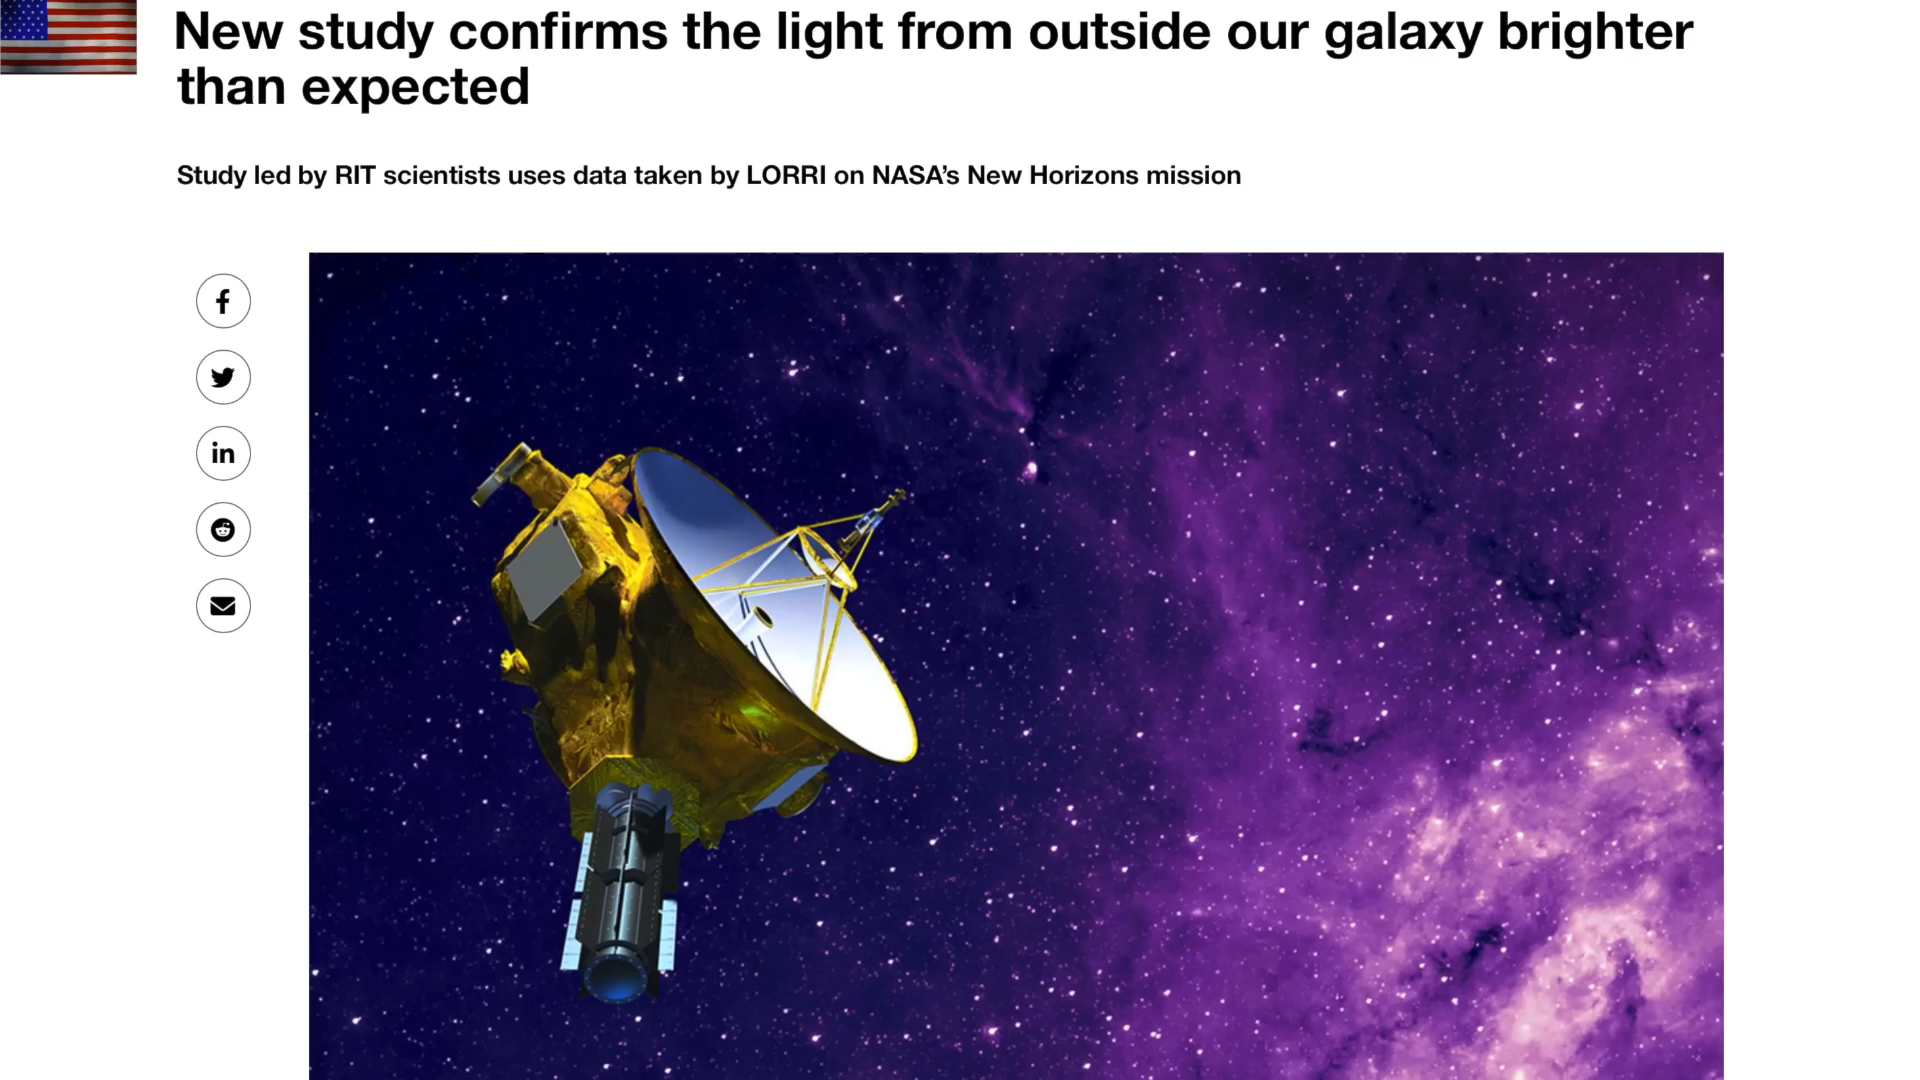 New study confirms the light from outside our galaxy brighter
than expected
Study led by RIT scientists uses data taken by LORRI on NASA’s New Horizons mission